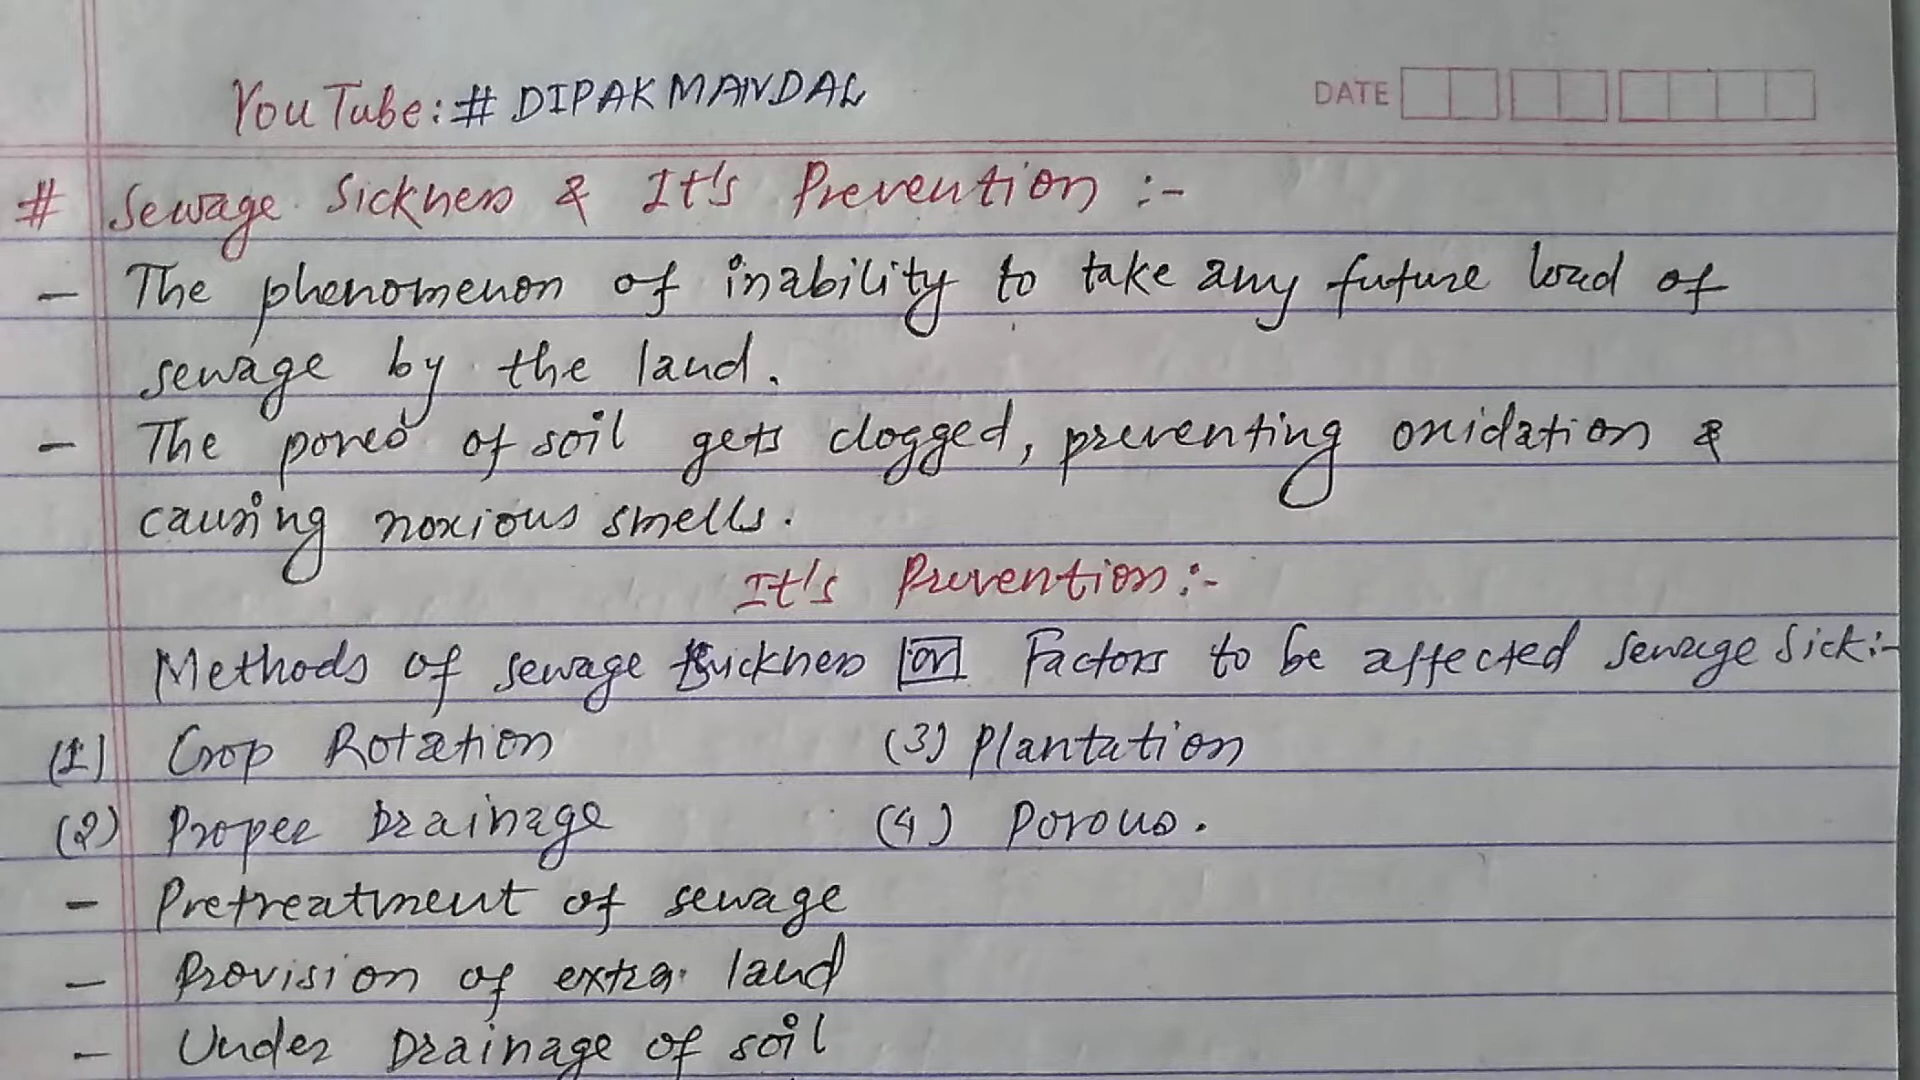 YouTube: # DIPAK MANDAL
DATE
# Sewage Sickness & It's Prevention :-
- The phenomenon of inability to take any future load of
sewage by the land.
- The pores of soil gets clogged, preventing oxidation &
causing noxious smells.
It's Prevention :-
Methods of sewage sickness or Factors to be affected sewage sick :-
(1) Crop Rotation (3) Plantation
(2) Proper Drainage (4) Porous.
- Pretreatment of sewage
- Provision of extra land
- Under Drainage of soil